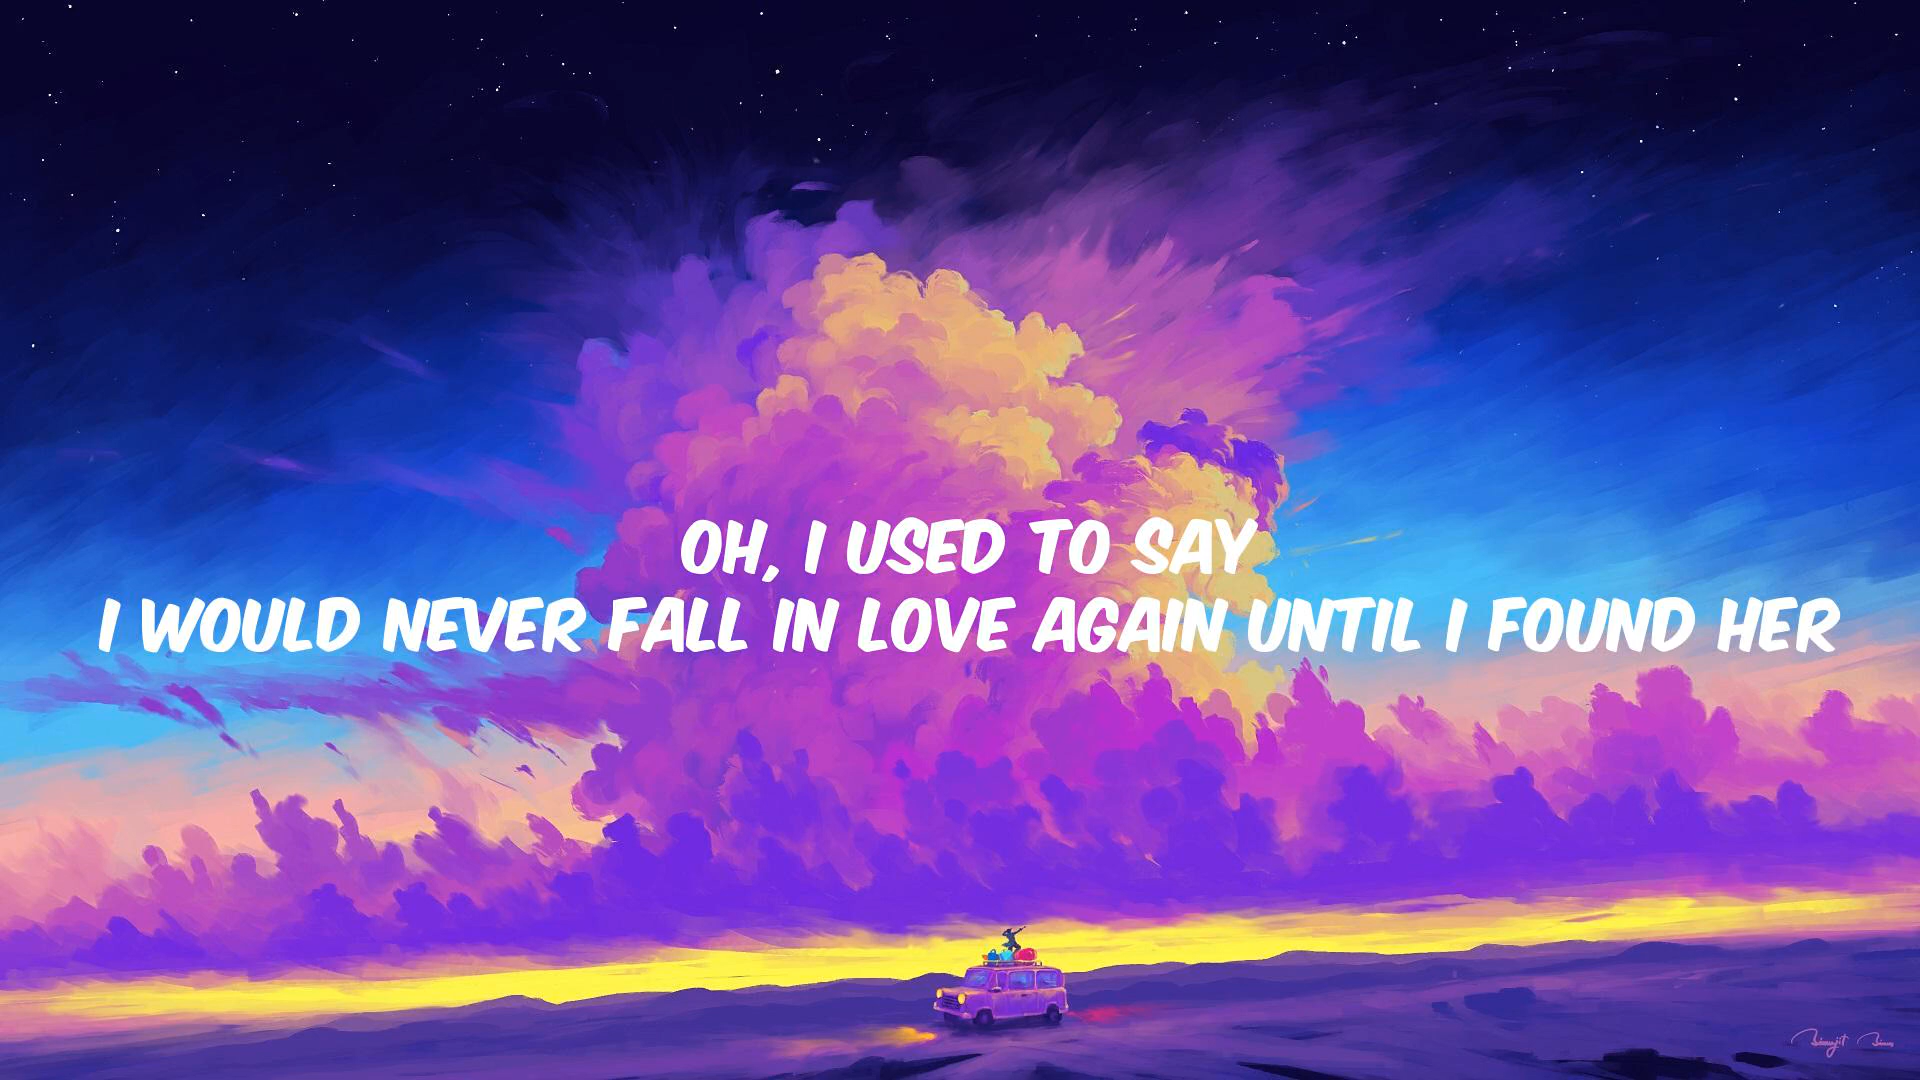 OH, I USED TO SAY
I WOULD NEVER FALL IN LOVE AGAIN UNTIL I FOUND HER